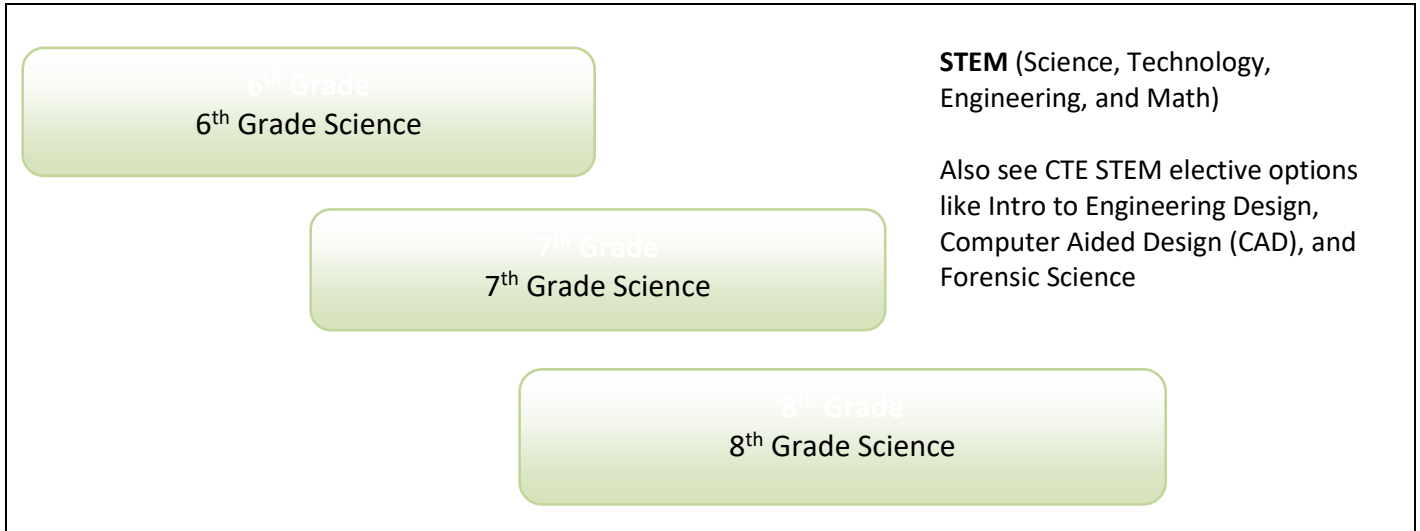 6th Grade
6th Grade Science
STEM (Science, Technology,
Engineering, and Math)
Also see CTE STEM elective options
like Intro to Engineering Design,
Computer Aided Design (CAD), and
Forensic Science
7th Grade
7th Grade Science
8th Grade
8th Grade Science